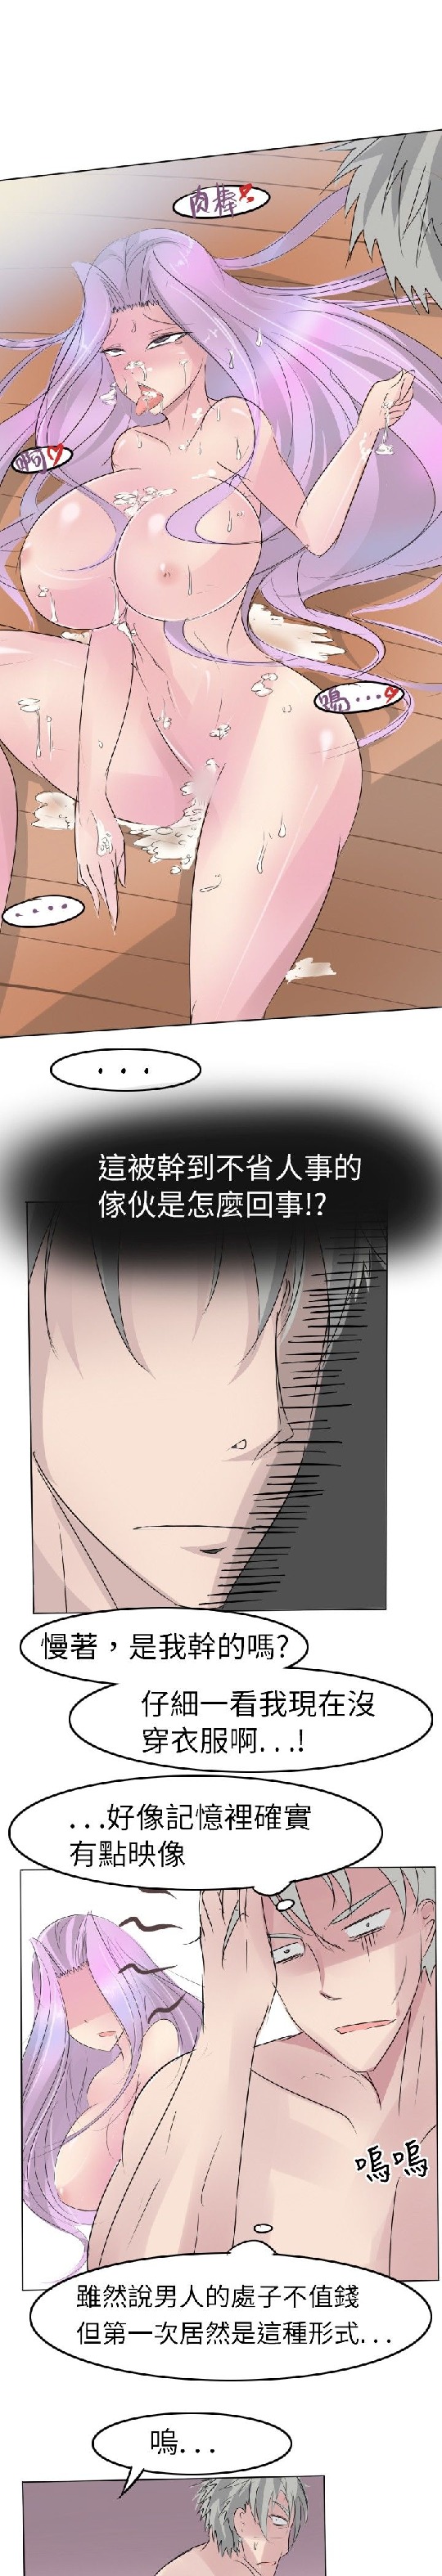 肉棒
啊
嗚...
....
...
這被幹到不省人事的
傢伙是怎麼回事!?
慢著，是我幹的嗎?
仔細一看我現在沒
穿衣服啊...!
...好像記憶裡確實
有點映像
嗚嗚
雖然說男人的處子不值錢
但第一次居然是這種形式...
嗚...